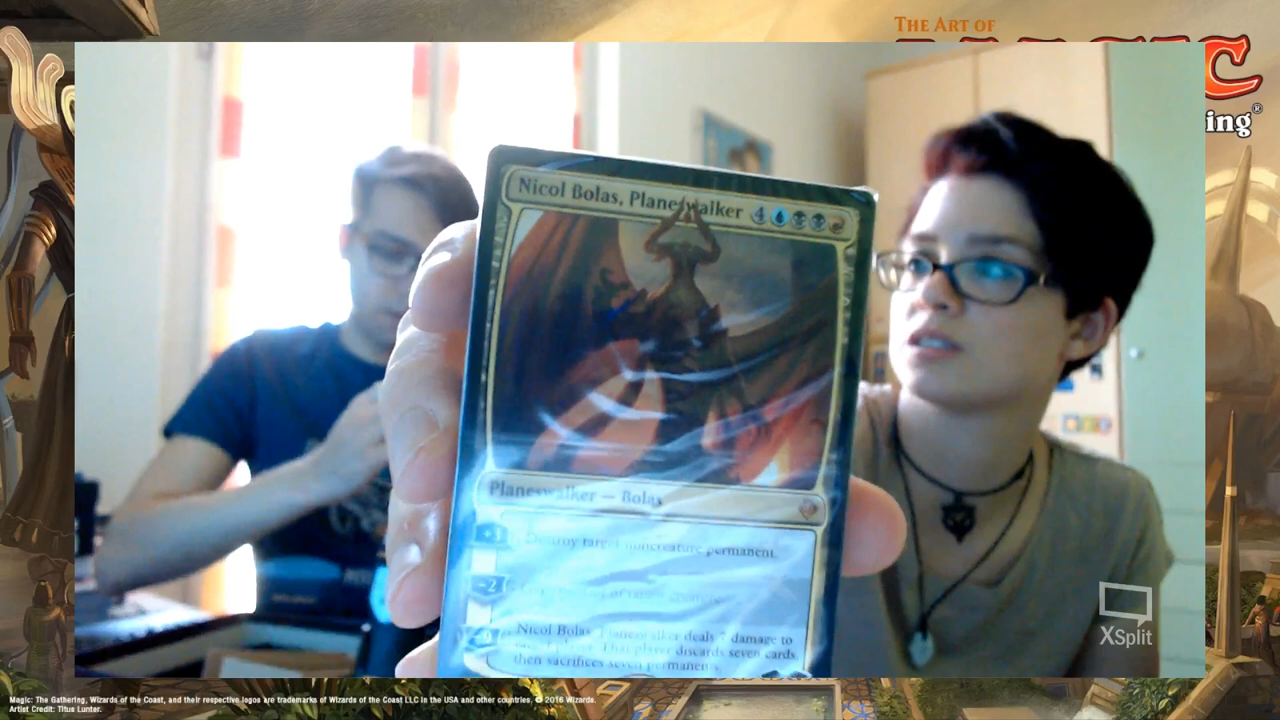 THE ART OF
C
ing®
Nicol Bolas, Planeswalker 4
Planeswalker — Bolas
+3 Destroy target noncreature permanent.
-2
Nicol Bolas, Planeswalker deals 7 damage to
That player discards seven cards,
then sacrifices seven permanents.
XSplit
Magic: The Gathering, Wizards of the Coast, and their respective logos are trademarks of Wizards of the Coast LLC in the USA and other countries. © 2016 Wizards.
Artist Credit: Titus Lunter.